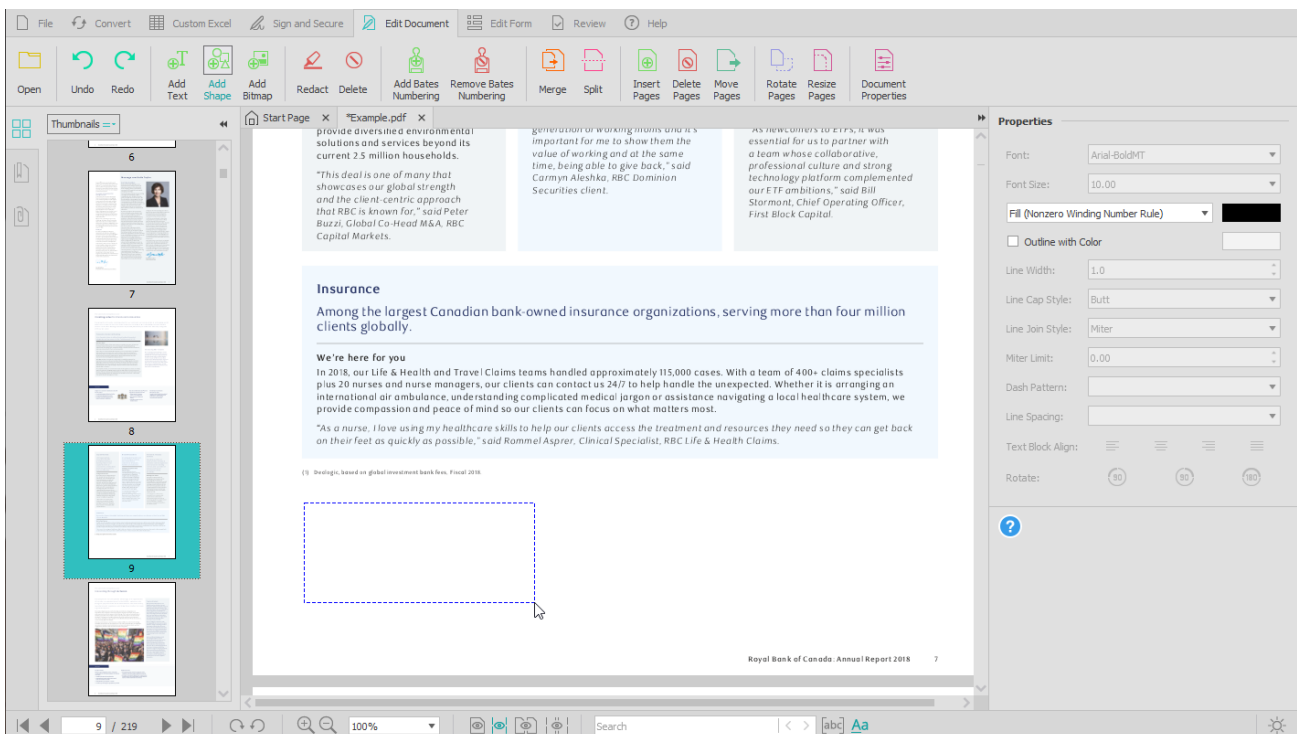 File Convert Custom Excel Sign and Secure Edit Document Edit Form Review Help
Open Undo Redo Add Text Add Shape Add Bitmap Redact Delete Add Bates Numbering Remove Bates Numbering Merge Split Insert Pages Delete Pages Move Pages Rotate Pages Resize Pages Document Properties
Thumbnails
6
7
8
9
Start Page *Example.pdf
provide diversified environmental
solutions and services beyond its
current 2.5 million households.
"This deal is one of many that
showcases our global strength
and the client-centric approach
that RBC is known for," said Peter
Buzzi, Global Co-Head M&A, RBC
Capital Markets.
generation of working moms and it's
important for me to show them the
value of working and at the same
time, being able to give back," said
Carmyn Aleshka, RBC Dominion
Securities client.
"As newcomers to ETFs, it was
essential for us to partner with
a team whose collaborative,
professional culture and strong
technology platform complemented
our ETF ambitions," said Bill
Stormont, Chief Operating Officer,
First Block Capital.
Insurance
Among the largest Canadian bank-owned insurance organizations, serving more than four million
clients globally.
We're here for you
In 2018, our Life & Health and Travel Claims teams handled approximately 115,000 cases. With a team of 400+ claims specialists
plus 20 nurses and nurse managers, our clients can contact us 24/7 to help handle the unexpected. Whether it is arranging an
international air ambulance, understanding complicated medical jargon or assistance navigating a local healthcare system, we
provide compassion and peace of mind so our clients can focus on what matters most.
"As a nurse, I love using my healthcare skills to help our clients access the treatment and resources they need so they can get back
on their feet as quickly as possible," said Rommel Asprer, Clinical Specialist, RBC Life & Health Claims.
(1) Dealogic, based on global investment bank fees. Fiscal 2018
Royal Bank of Canada: Annual Report 2018 7
Properties
Font: Arial-BoldMT
Font Size: 10.00
Fill (Nonzero Winding Number Rule)
Outline with Color
Line Width: 1.0
Line Cap Style: Butt
Line Join Style: Miter
Miter Limit: 0.00
Dash Pattern:
Line Spacing:
Text Block Align:
Rotate: 90 90 180
?
9 / 219 100% Search abc Aa